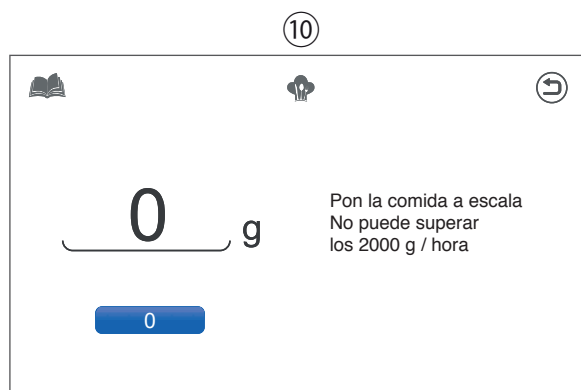 ⑩
0 g
Pon la comida a escala
No puede superar
los 2000 g / hora
0